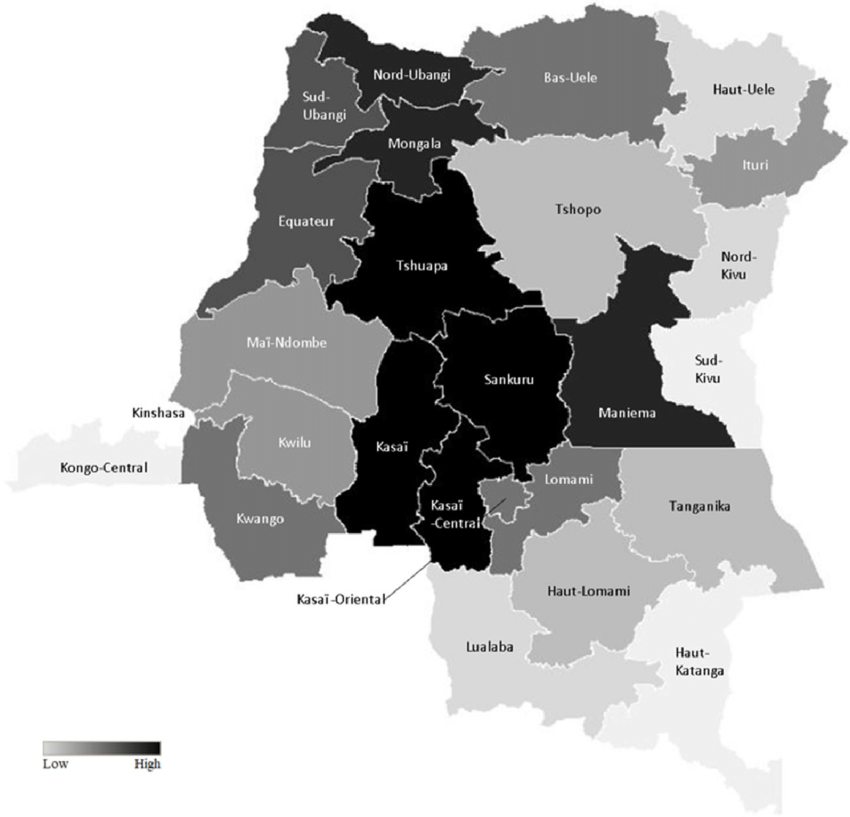 Nord-Ubangi
Bas-Uele
Haut-Uele
Sud-
Ubangi
Mongala
Ituri
Tshopo
Equateur
Tshuapa
Nord-
Kivu
Maï-Ndombe
Sud-
Kivu
Sankuru
Kinshasa
Maniema
Kwilu
Kasaï
Kongo-Central
Lomami
Kasaï
-Central
Tanganika
Kwango
Haut-Lomami
Kasaï-Oriental
Lualaba
Haut-
Katanga
Low High